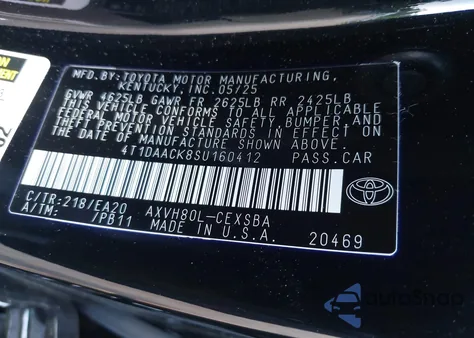 MFD.BY: TOYOTA MOTOR MANUFACTURING,
KENTUCKY, INC. 05/25
GVWR 4625LB GAWR FR 2625LB RR 2425LB
THIS VEHICLE CONFORMS TO ALL APPLICABLE
FEDERAL MOTOR VEHICLE SAFETY, BUMPER, AND
THEFT PREVENTION STANDARDS IN EFFECT ON
THE DATE OF MANUFACTURE SHOWN ABOVE.
4T1DAACK8SU160412 PASS.CAR
C/TR:218/EA20 AXVH80L-CEXSBA
A/TM: /PB11 MADE IN U.S.A.
20469
AutoSnap